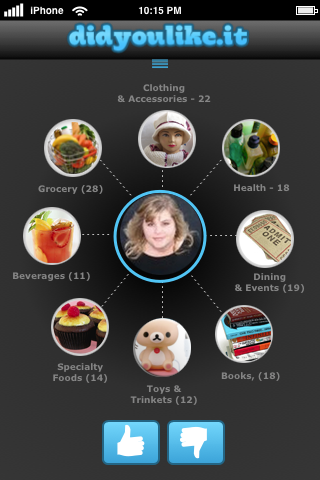 iPhone
10:15 PM
didyoulike.it
Clothing
& Accessories - 22
Grocery (28)
Health - 18
Beverages (11)
ADMIT
ONE
Dining
& Events (19)
Specialty
Foods (14)
Toys &
Trinkets (12)
Books, (18)